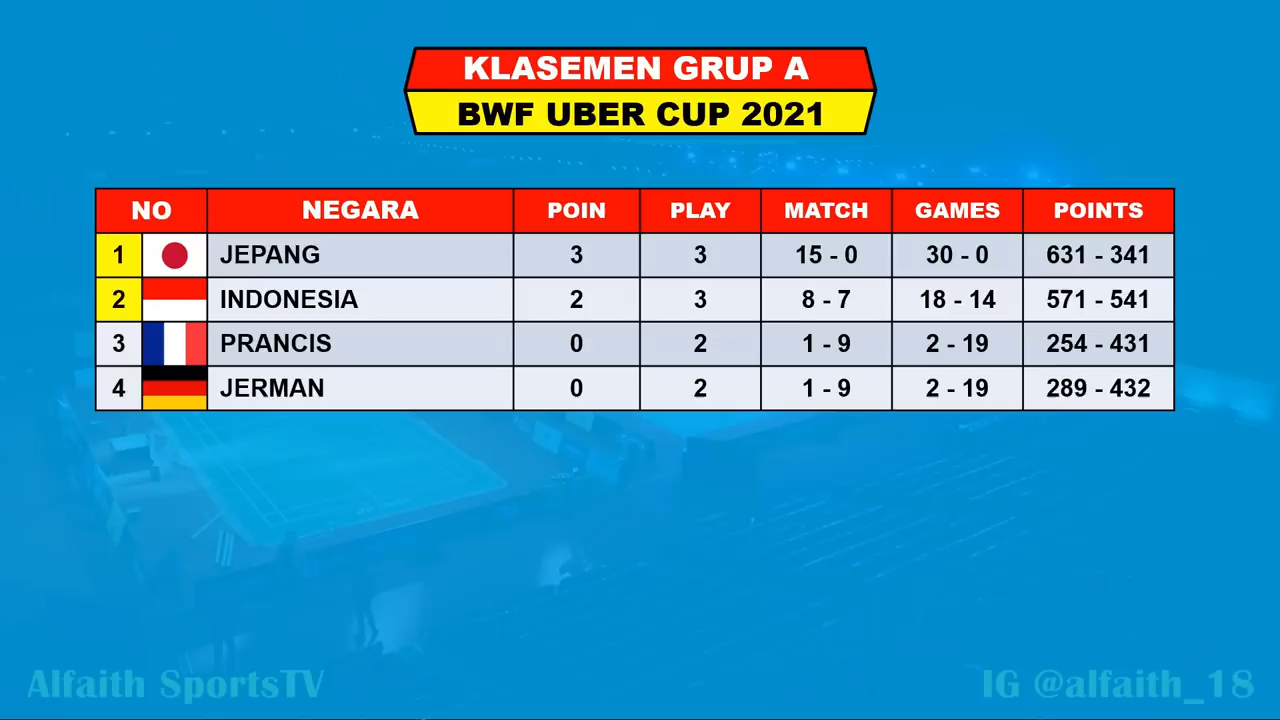 KLASEMEN GRUP A
BWF UBER CUP 2021
NO NEGARA POIN PLAY MATCH GAMES POINTS
1 JEPANG 3 3 15 - 0 30 - 0 631 - 341
2 INDONESIA 2 3 8 - 7 18 - 14 571 - 541
3 PRANCIS 0 2 1 - 9 2 - 19 254 - 431
4 JERMAN 0 2 1 - 9 2 - 19 289 - 432
Alfaith SportsTV IG @alfaith_18